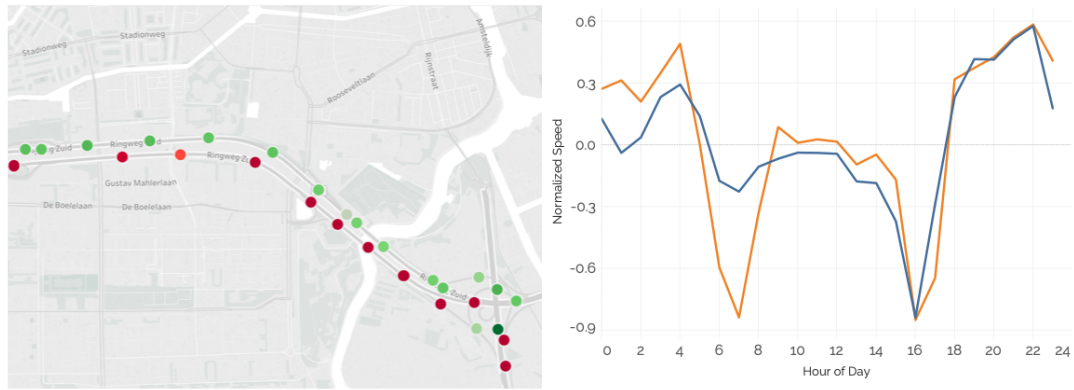 Stadionweg
Stadionweg
Amsteldijk
Rijnstraat
Rooseveltlaan
Zuid
Ringweg
Ringweg Zu
Gustav Mahlerlaan
De Boelelaan
De Boelelaan
Zuid
0.6
0.3
0.0
-0.3
-0.6
-0.9
Normalized Speed
0 2 4 6 8 10 12 14 16 18 20 22 24
Hour of Day